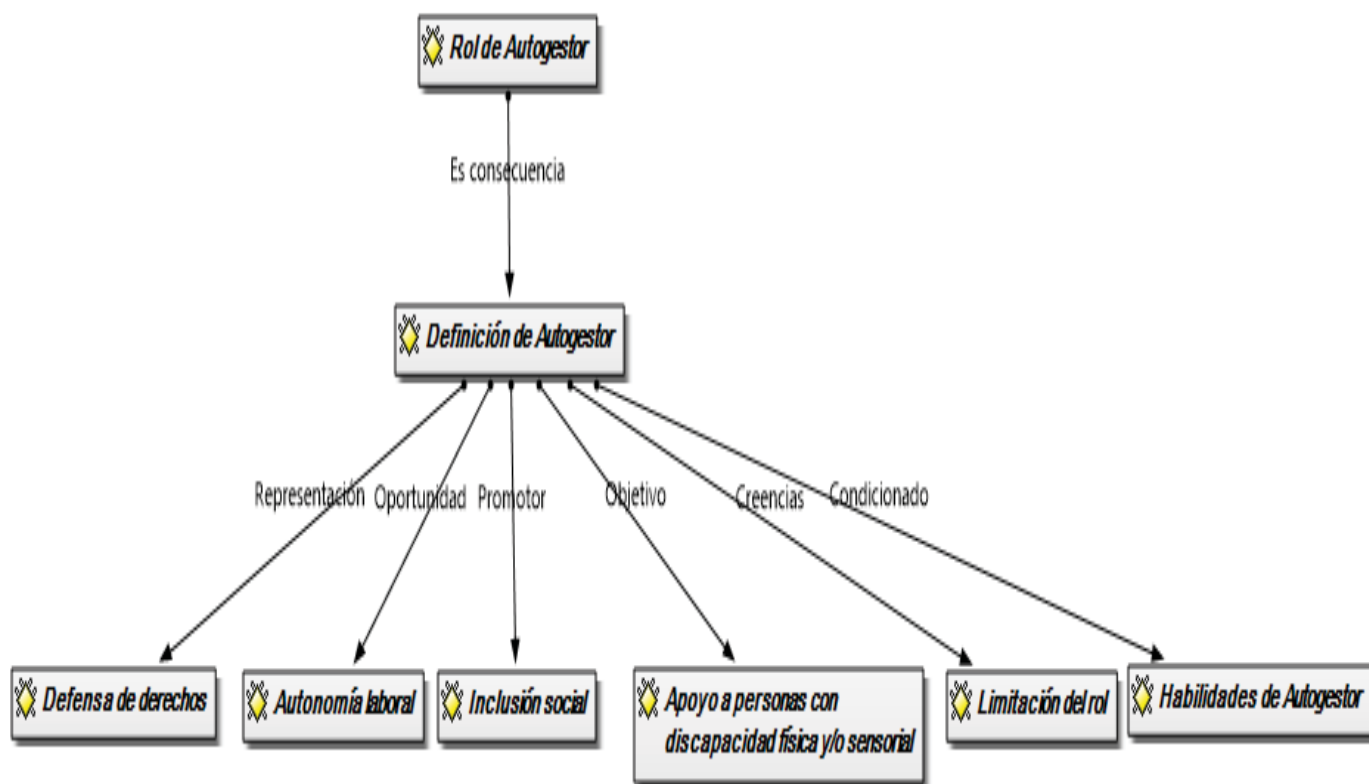 Rol de Autogestor
Es consecuencia
Definición de Autogestor
Representación
Oportunidad
Promotor
Objetivo
Creencias
Condicionado
Defensa de derechos
Autonomía laboral
Inclusión social
Apoyo a personas con
discapacidad física y/o sensorial
Limitación del rol
Habilidades de Autogestor